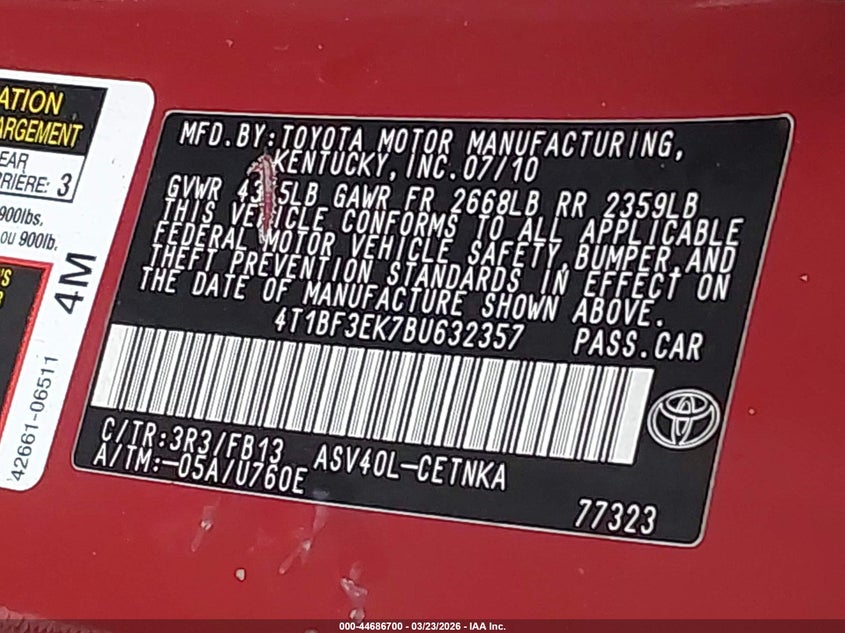 ATION
ARGEMENT
EAR
RRIÈRE: 3
900lbs.
ou 900lb.
'S
4M
42661-06511
MFD.BY:TOYOTA MOTOR MANUFACTURING,
KENTUCKY, INC.07/10
GVWR LB GAWR FR 2668LB RR 2359LB
THIS VEHICLE CONFORMS TO ALL APPLICABLE
FEDERAL MOTOR VEHICLE SAFETY,BUMPER,AND
THEFT PREVENTION STANDARDS IN EFFECT ON
THE DATE OF MANUFACTURE SHOWN ABOVE.
4T1BF3EK7BU632357 PASS.CAR
C/TR:3R3/FB13 ASV40L-CETNKA
A/TM:-05A/U760E
77323
000-44686700 - 03/23/2026 - IAA Inc.